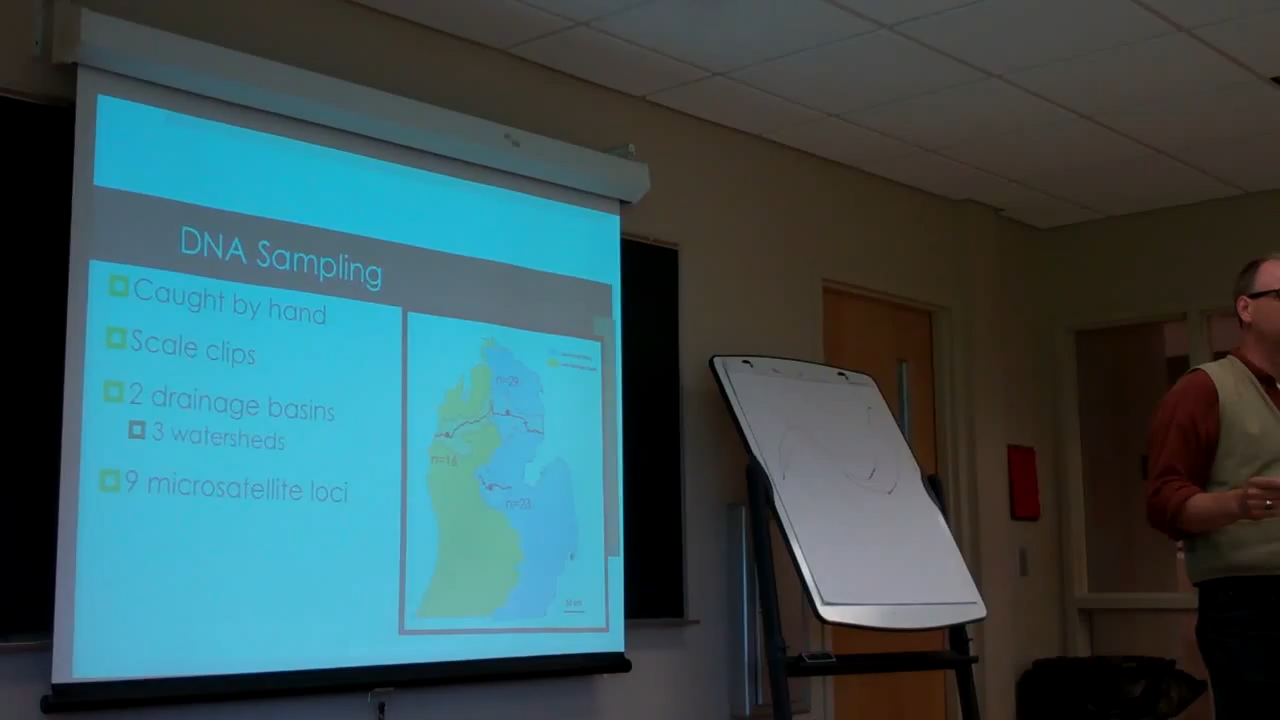 DNA Sampling
Caught by hand
Scale clips
2 drainage basins
3 watersheds
9 microsatellite loci
n=29
n=16
n=23